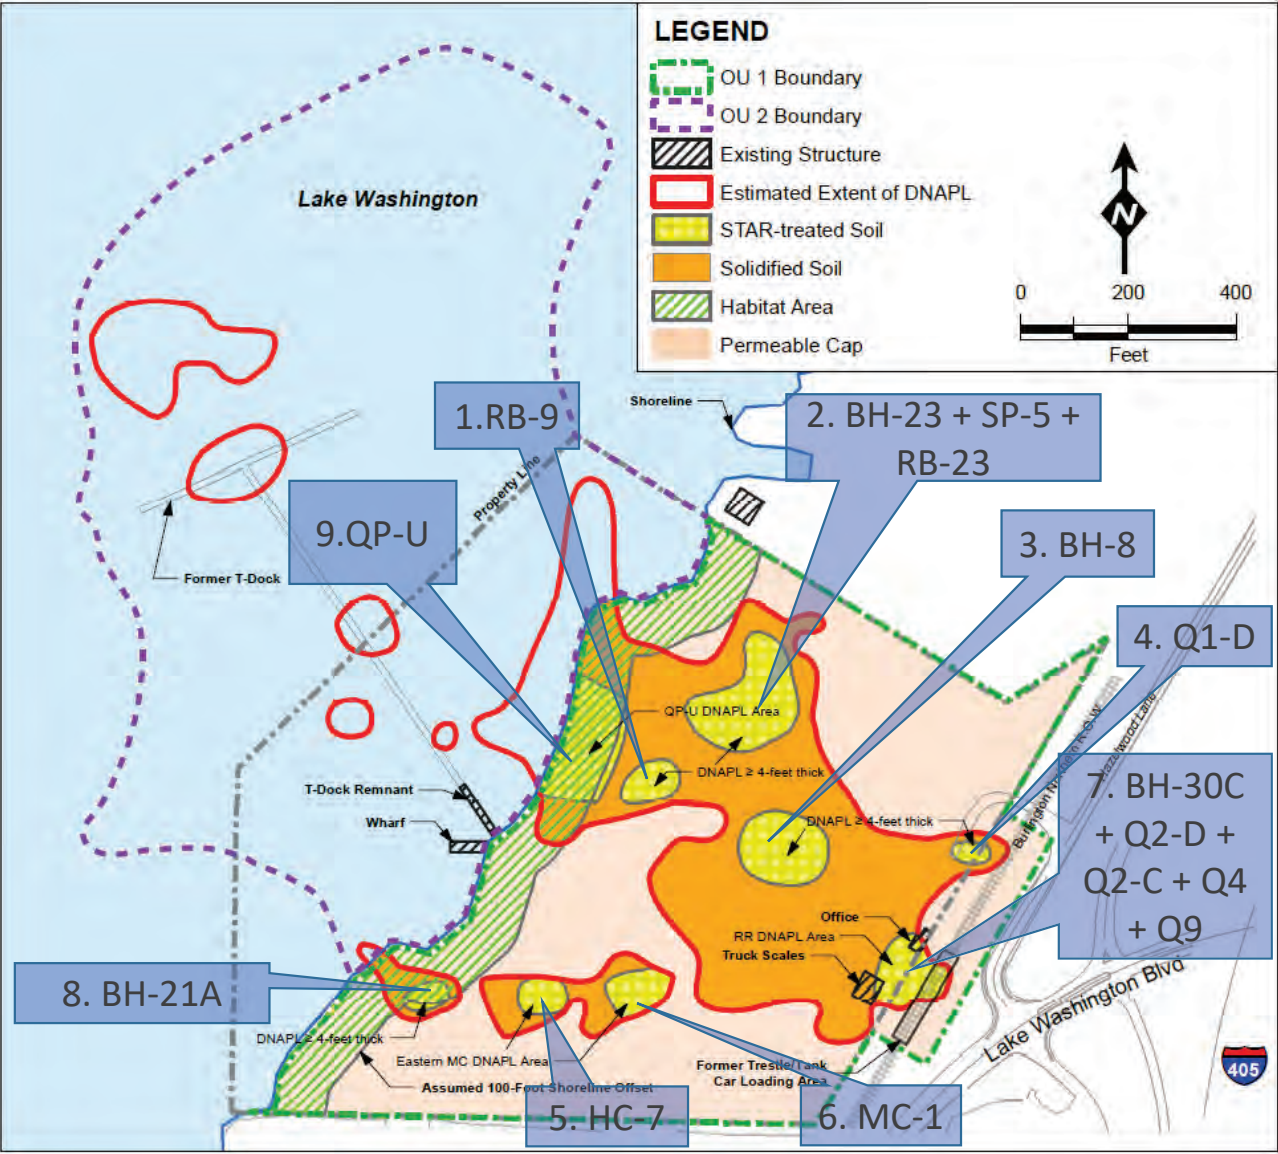 LEGEND
OU 1 Boundary
OU 2 Boundary
Existing Structure
Estimated Extent of DNAPL
STAR-treated Soil
Solidified Soil
Habitat Area
Permeable Cap
N
0 200 400
Feet
Lake Washington
Shoreline
1.RB-9
2. BH-23 + SP-5 +
RB-23
Property Line
9.QP-U
3. BH-8
Former T-Dock
4. Q1-D
QP-U DNAPL Area
DNAPL ≥ 4-feet thick
T-Dock Remnant
Wharf
DNAPL ≥ 4-feet thick
Hazelwood Lane
7. BH-30C
+ Q2-D +
Q2-C + Q4
+ Q9
Office
RR DNAPL Area
Truck Scales
8. BH-21A
DNAPL ≥ 4-feet thick
Eastern MC DNAPL Area
Assumed 100-Foot Shoreline Offset
Former Trestle/Tank
Car Loading Area
Lake Washington Blvd
405
5. HC-7
6. MC-1